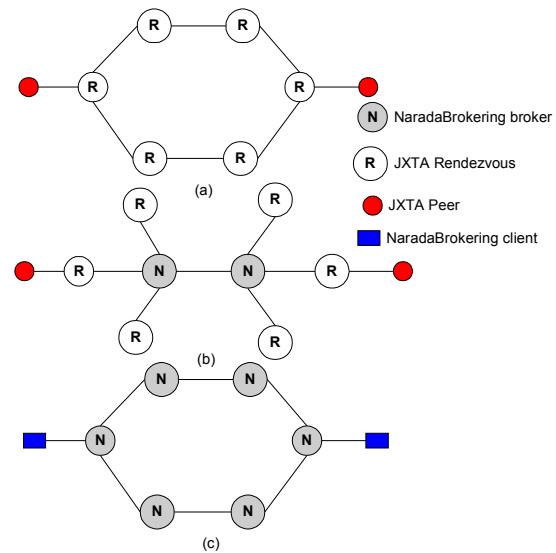 R R
R R
N NaradaBrokering broker
R R
R JXTA Rendezvous
(a)
R R
JXTA Peer
NaradaBrokering client
R N N R
R R
(b)
N N
N N
N N
(c)